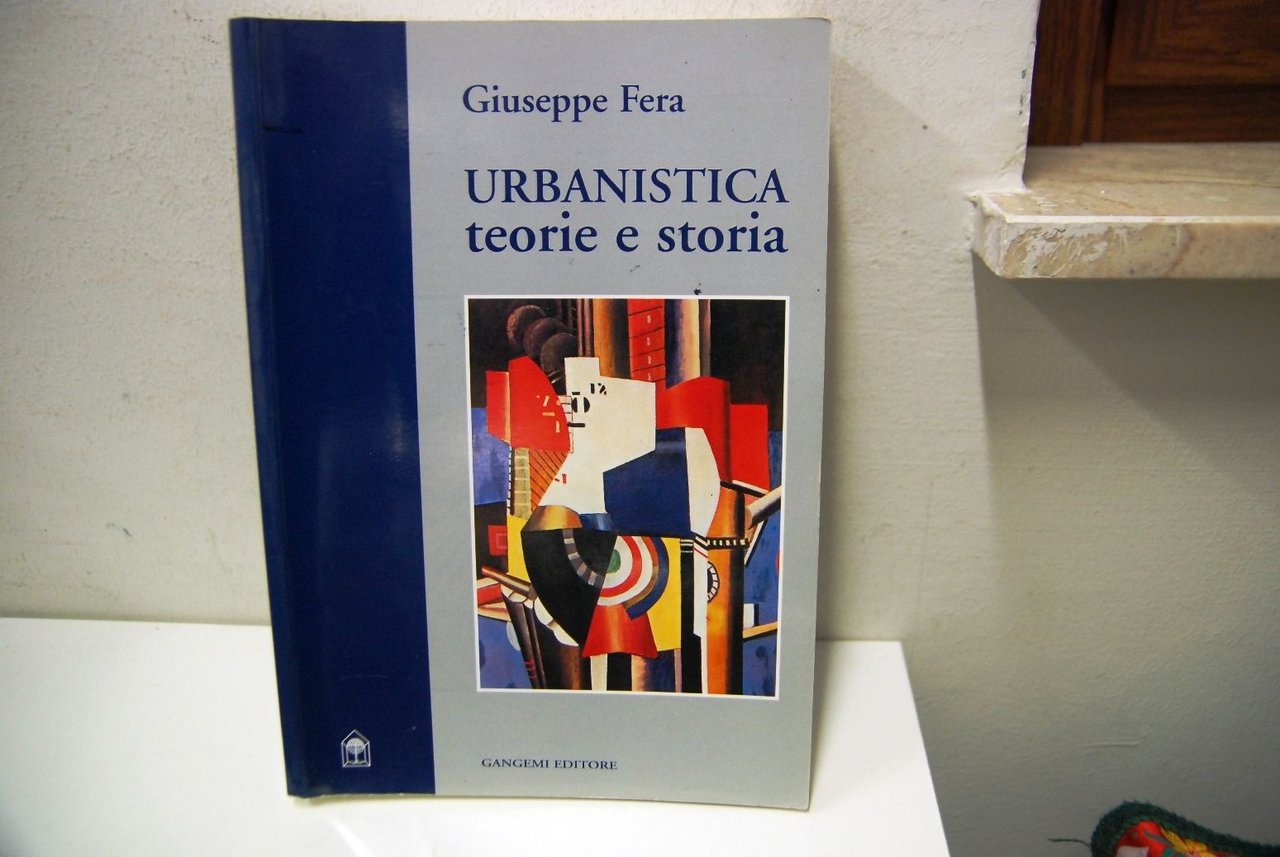 Giuseppe Fera
URBANISTICA
teorie e storia
GANGEMI EDITORE